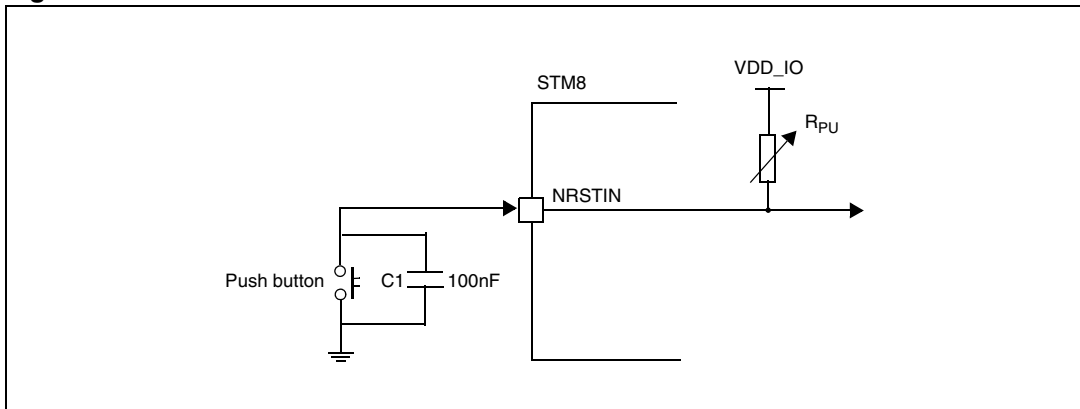 VDD_IO
STM8
RPU
NRSTIN
Push button
C1
100nF